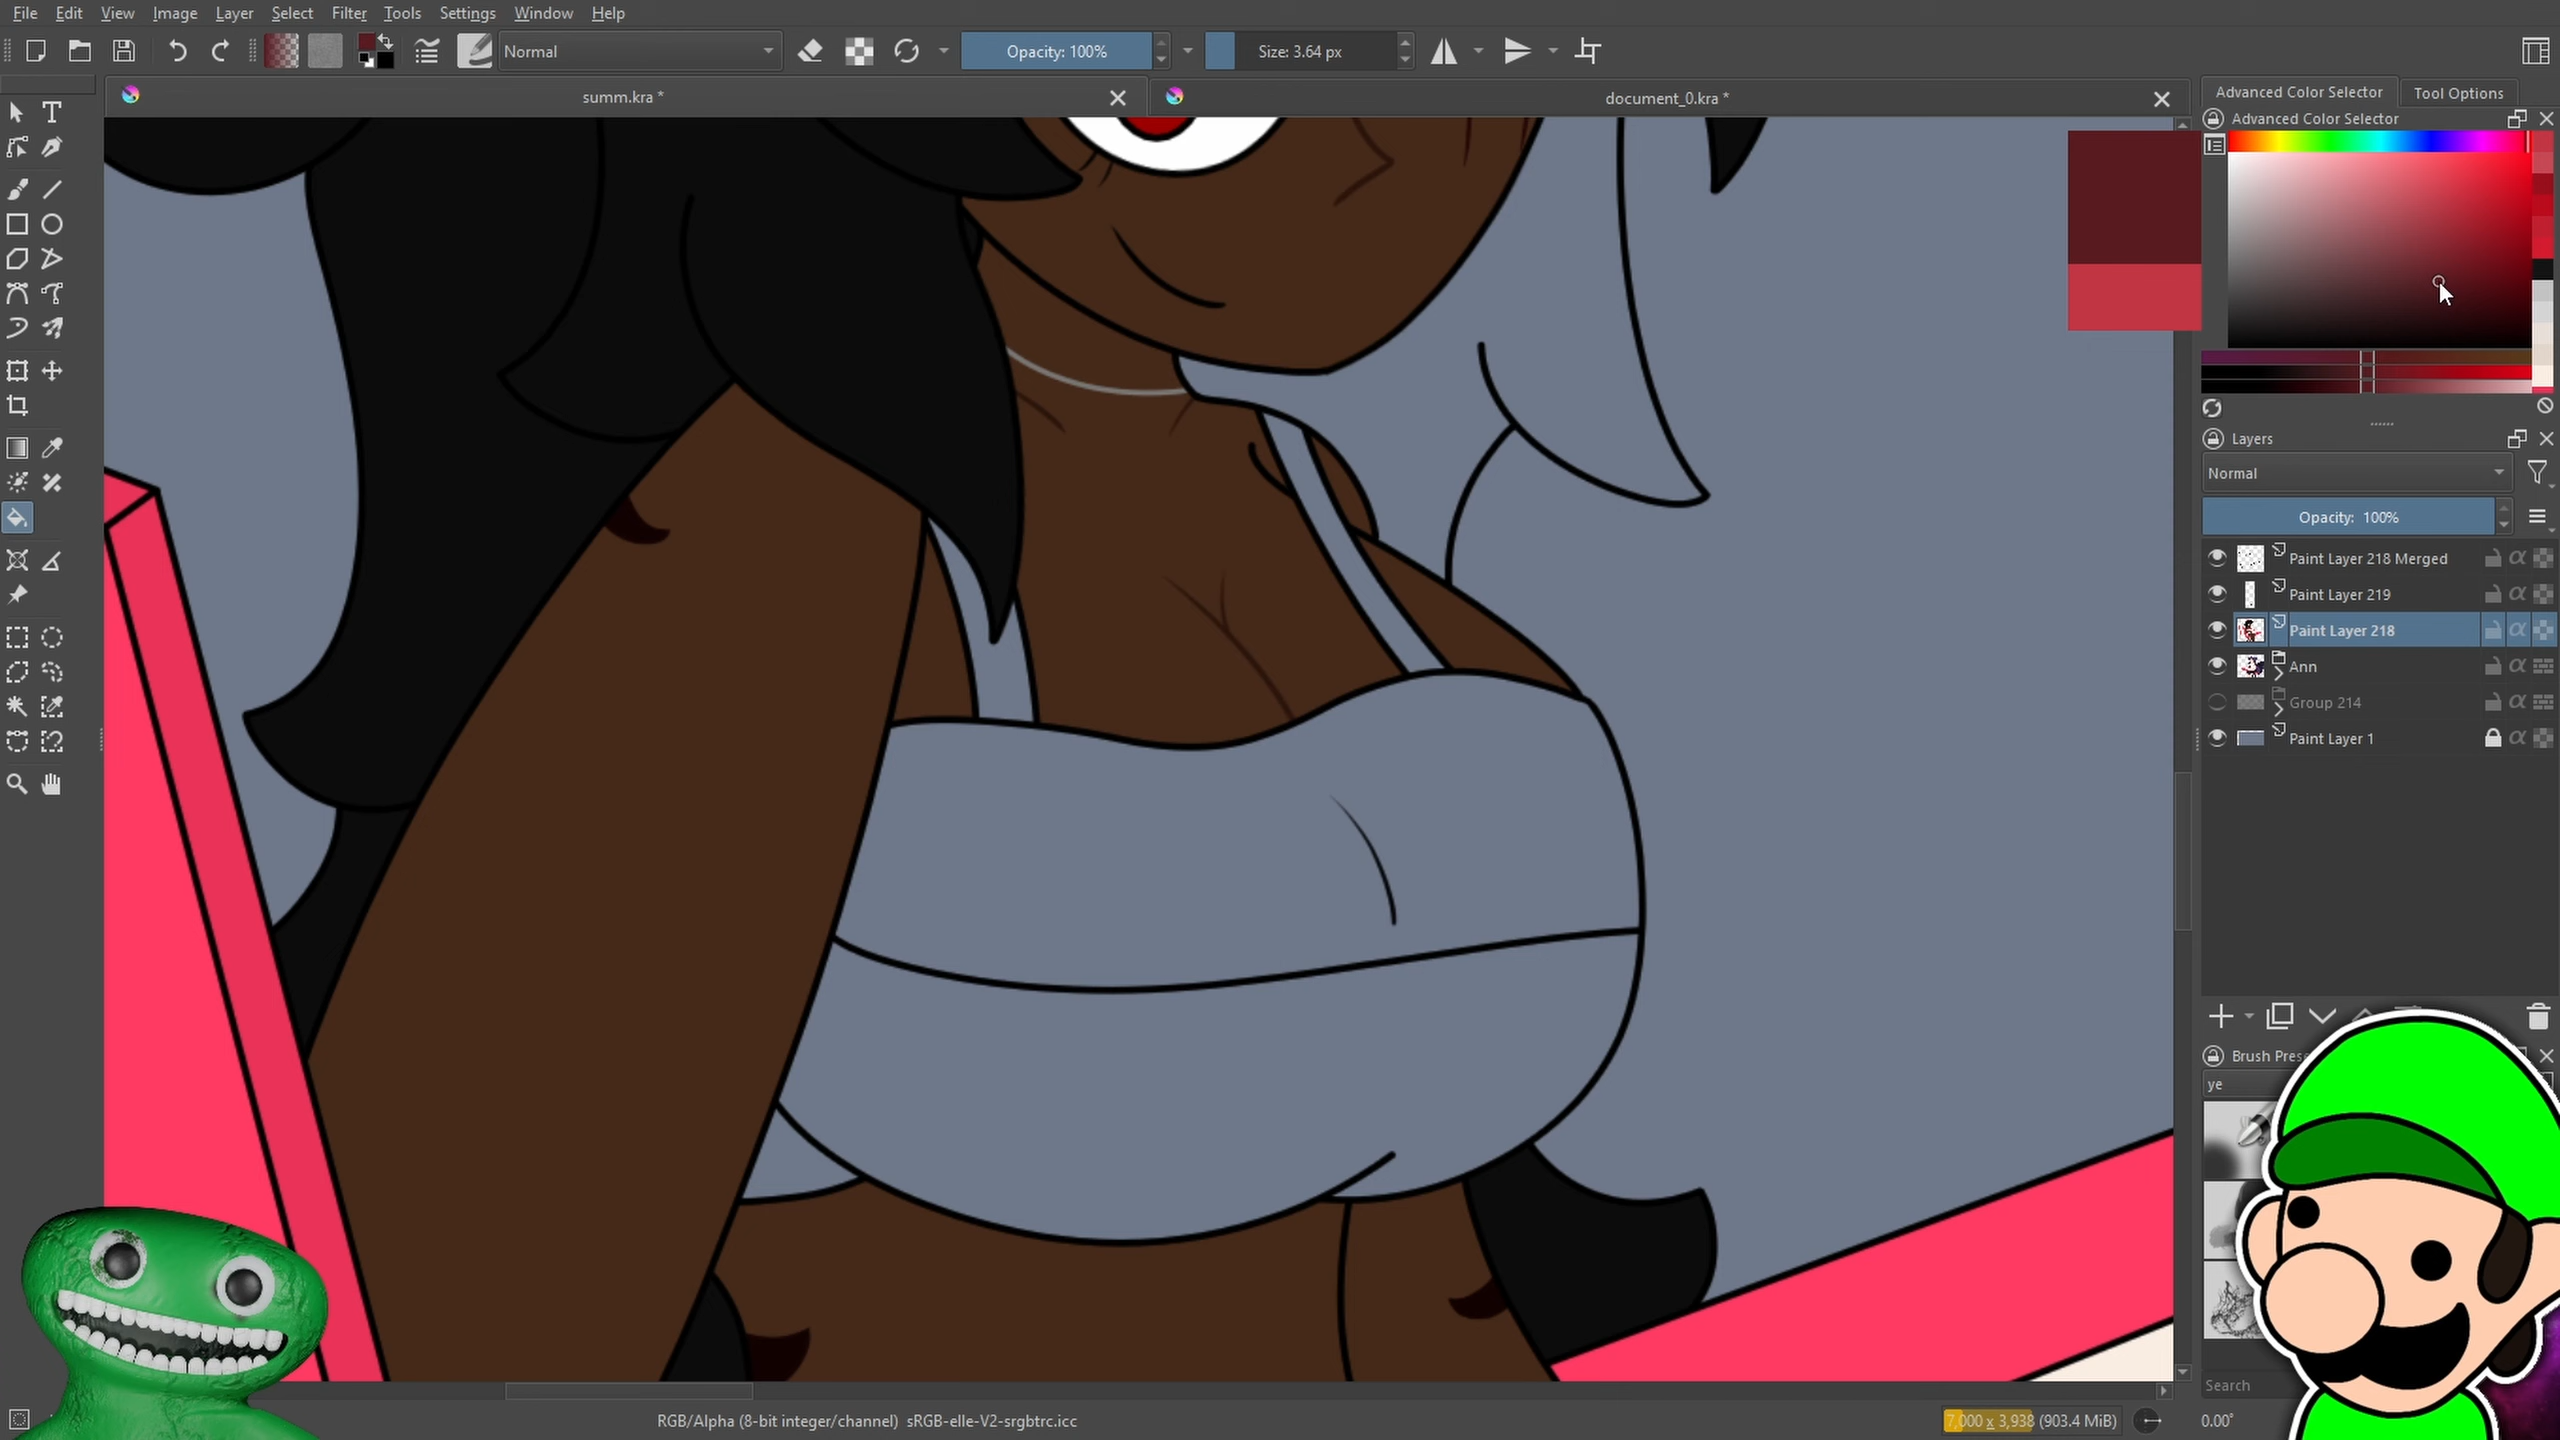 File Edit View Image Layer Select Filter Tools Settings Window Help
Normal
Opacity: 100%
Size: 3.64 px
summ.kra *
document_0.kra *
Advanced Color Selector
Tool Options
Advanced Color Selector
Layers
Normal
Opacity: 100%
Paint Layer 218 Merged
Paint Layer 219
Paint Layer 218
Ann
Group 214
Paint Layer 1
Brush Pres
ye
Search
RGB/Alpha (8-bit integer/channel) sRGB-elle-V2-srgbtrc.icc
7,000 x 3,938 (903.4 MiB)
0.00°